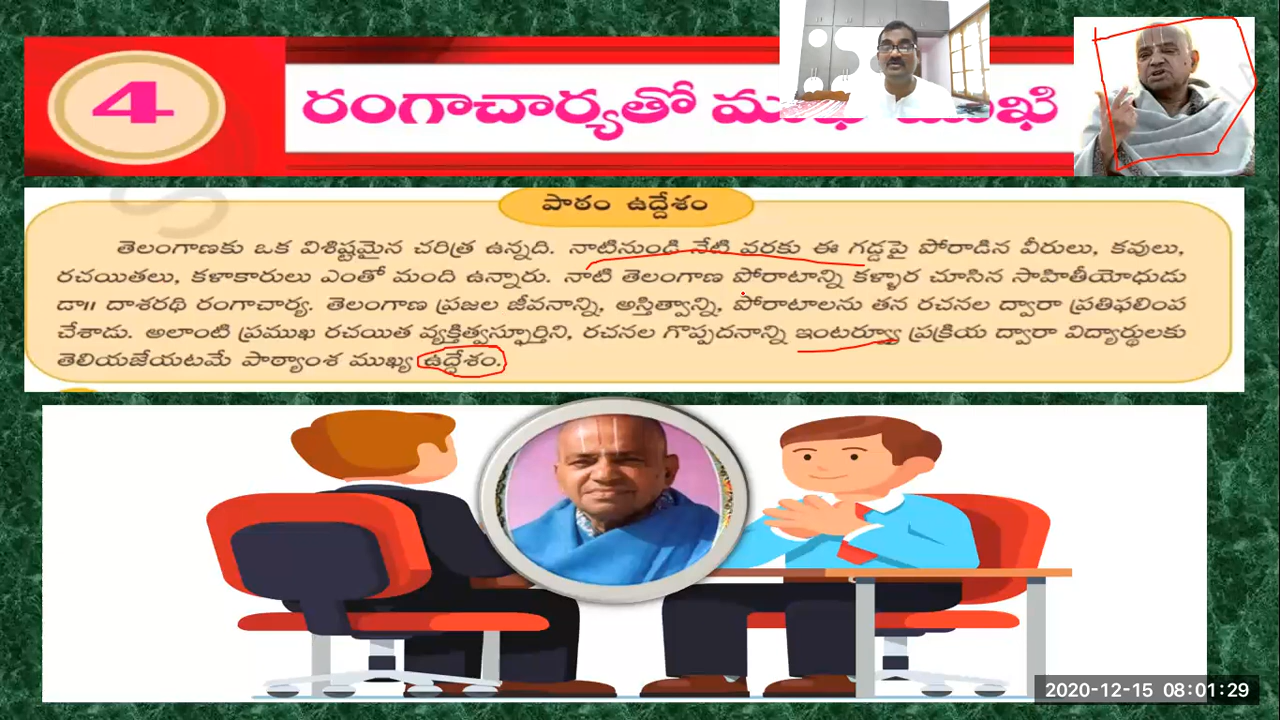 4
రంగాచార్యతో
పాఠం ఉద్దేశం
తెలంగాణకు ఒక విశిష్టమైన చరిత్ర ఉన్నది. నాటినుండి నేటి వరకు ఈ గడ్డపై పోరాడిన వీరులు, కవులు,
రచయితలు, కళాకారులు ఎంతో మంది ఉన్నారు. నాటి తెలంగాణ పోరాటాన్ని కళ్ళార చూసిన సాహితీయోధుడు
డా॥ దాశరథి రంగాచార్య. తెలంగాణ ప్రజల జీవనాన్ని, అస్తిత్వాన్ని, పోరాటాలను తన రచనల ద్వారా ప్రతిఫలింప
చేశాడు. అలాంటి ప్రముఖ రచయిత వ్యక్తిత్వస్ఫూర్తిని, రచనల గొప్పదనాన్ని ఇంటర్వ్యూ ప్రక్రియ ద్వారా విద్యార్థులకు
తెలియజేయటమే పాఠ్యాంశ ముఖ్య ఉద్దేశం.
2020-12-15 08:01:29